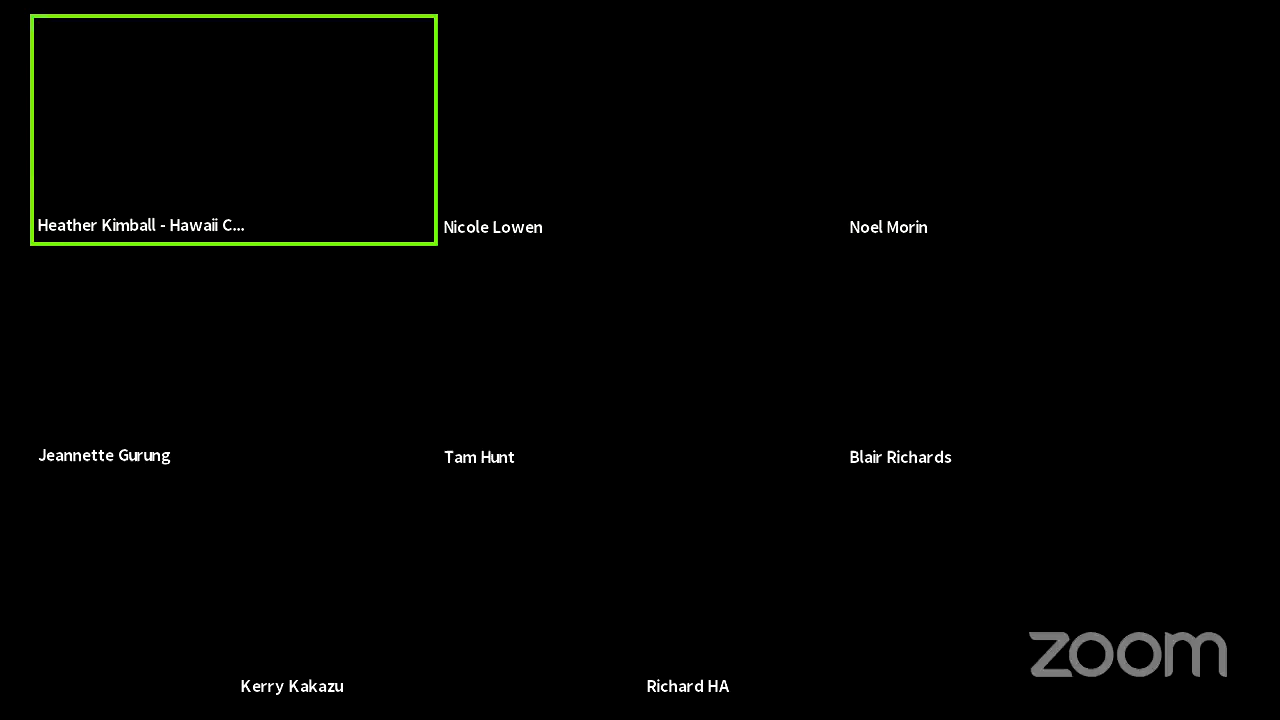 Heather Kimball - Hawaii C...
Nicole Lowen
Noel Morin
Jeannette Gurung
Tam Hunt
Blair Richards
Kerry Kakazu
Richard HA
zoom